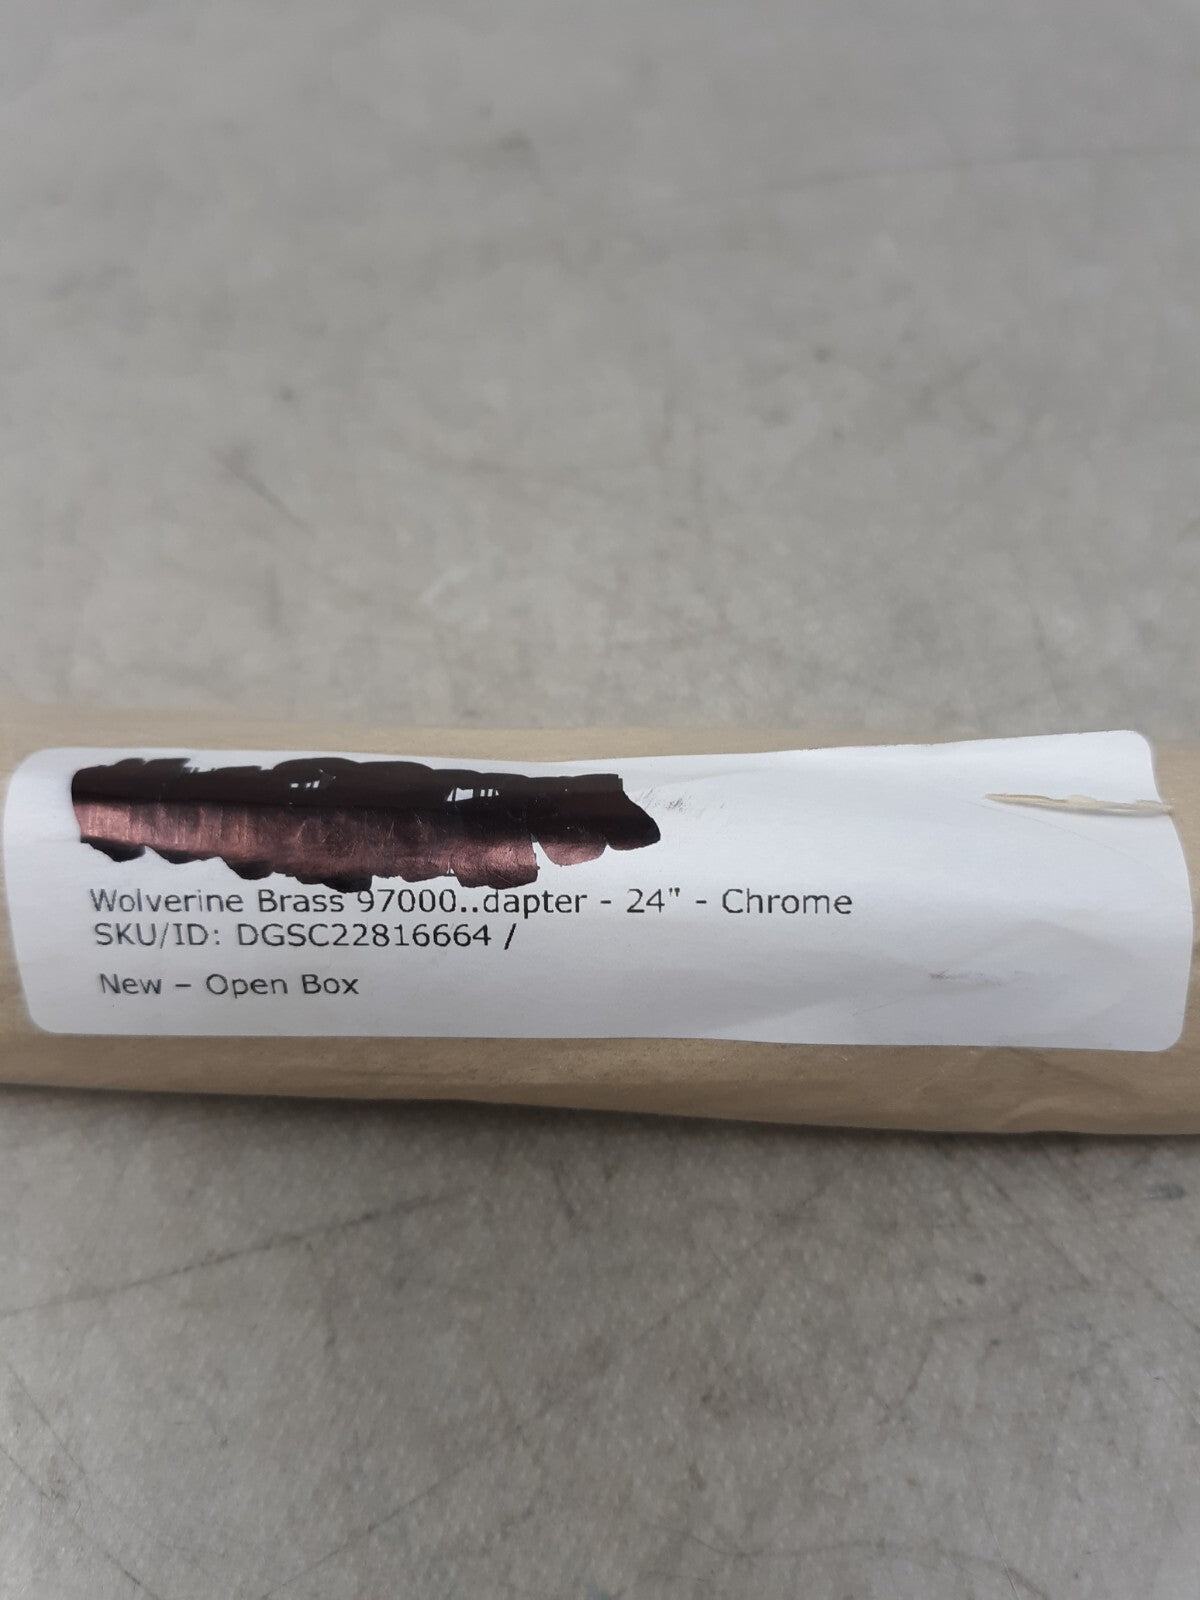 Wolverine Brass 97000..dapter - 24" - Chrome
SKU/ID: DGSC22816664 /
New – Open Box